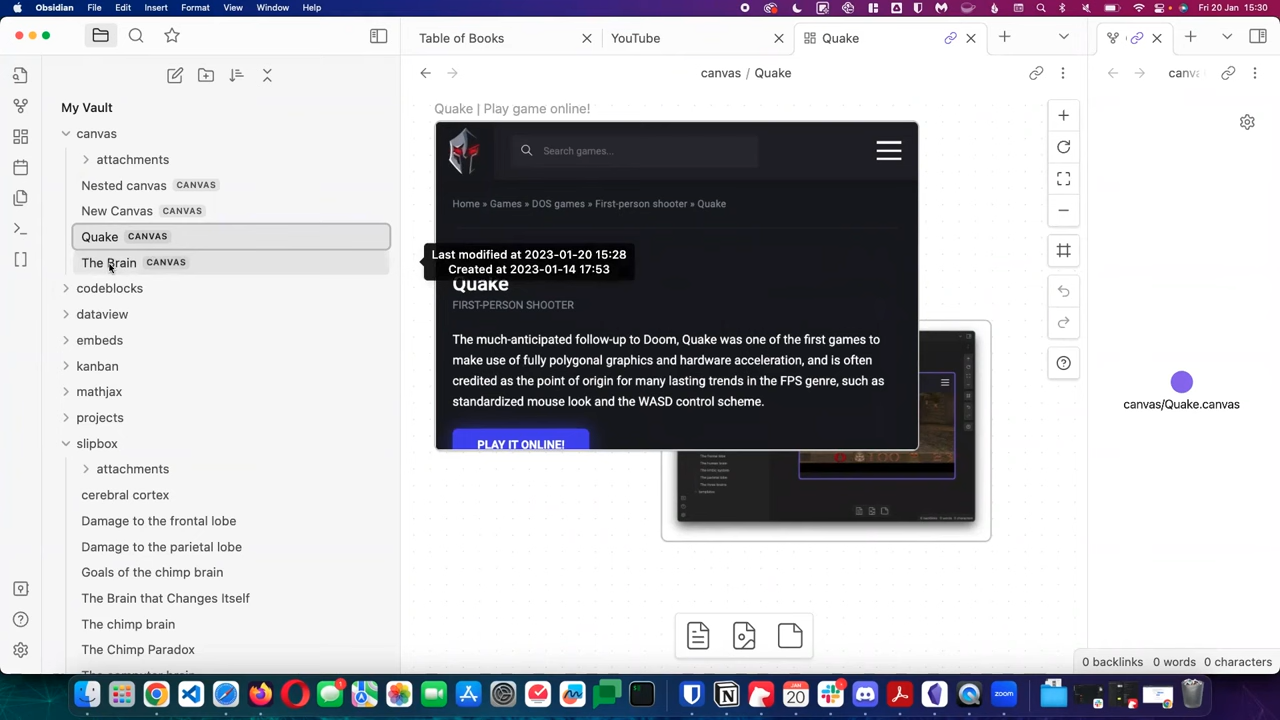 Obsidian File Edit Insert Format View Window Help Fri 20 Jan 15:30
Table of Books
YouTube
Quake
canvas / Quake
canva
My Vault
canvas
attachments
Nested canvas CANVAS
New Canvas CANVAS
Quake CANVAS
The Brain CANVAS
codeblocks
dataview
embeds
kanban
mathjax
projects
slipbox
attachments
cerebral cortex
Damage to the frontal lobe
Damage to the parietal lobe
Goals of the chimp brain
The Brain that Changes Itself
The chimp brain
The Chimp Paradox
Quake | Play game online!
Search games...
Home » Games » DOS games » First-person shooter » Quake
Last modified at 2023-01-20 15:28
Created at 2023-01-14 17:53
Quake
FIRST-PERSON SHOOTER
The much-anticipated follow-up to Doom, Quake was one of the first games to
make use of fully polygonal graphics and hardware acceleration, and is often
credited as the point of origin for many lasting trends in the FPS genre, such as
standardized mouse look and the WASD control scheme.
PLAY IT ONLINE!
canvas/Quake.canvas
0 backlinks 0 words 0 characters
JAN
20
zoom